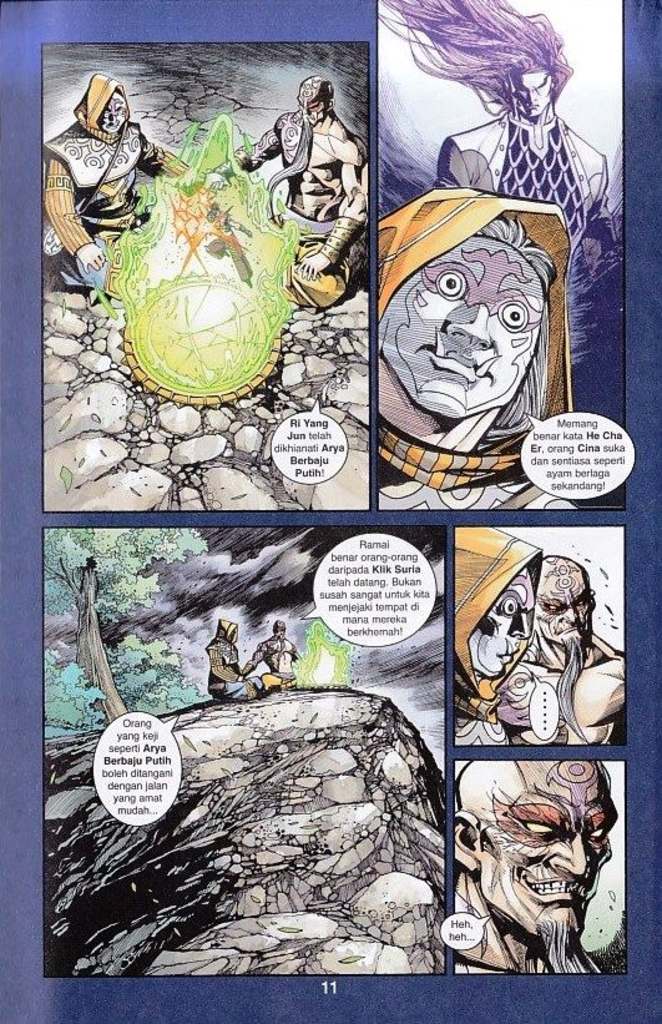 Ri Yang
Jun telah
dikhianati Arya
Berbaju
Putih!
Memang
benar kata He Cha
Er, orang Cina suka
dan sentiasa seperti
ayam berlaga
sekandang!
Ramai
benar orang-orang
daripada Klik Suria
telah datang. Bukan
susah sangat untuk kita
menjejaki tempat di
mana mereka
berkhemah!
Orang
yang keji
seperti Arya
Berbaju Putih
boleh ditangani
dengan jalan
yang amat
mudah...
......
Heh,
heh...
11